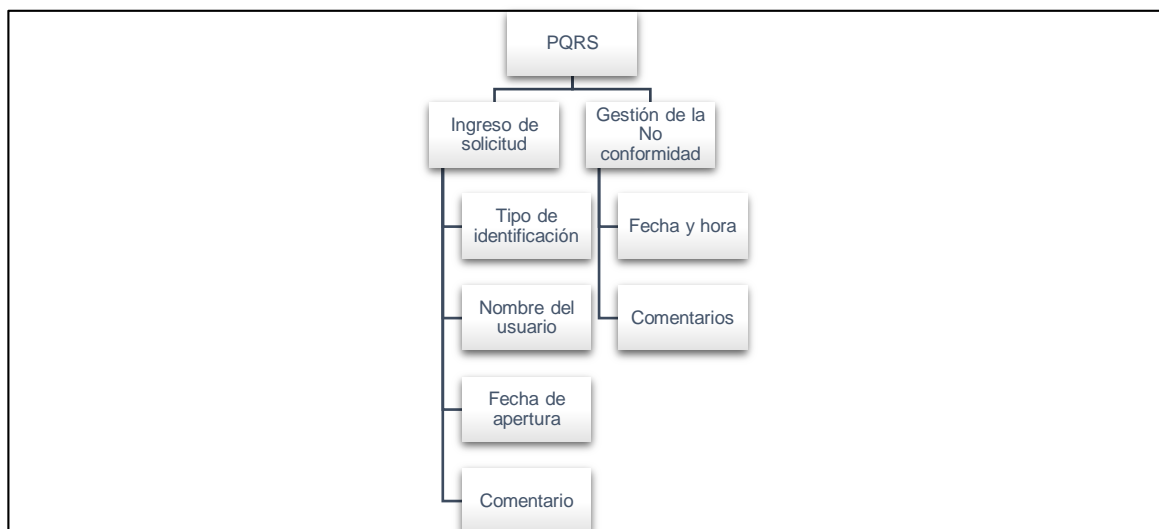 PQRS
Ingreso de
solicitud
Gestión de la
No
conformidad
Tipo de
identificación
Nombre del
usuario
Fecha de
apertura
Comentario
Fecha y hora
Comentarios